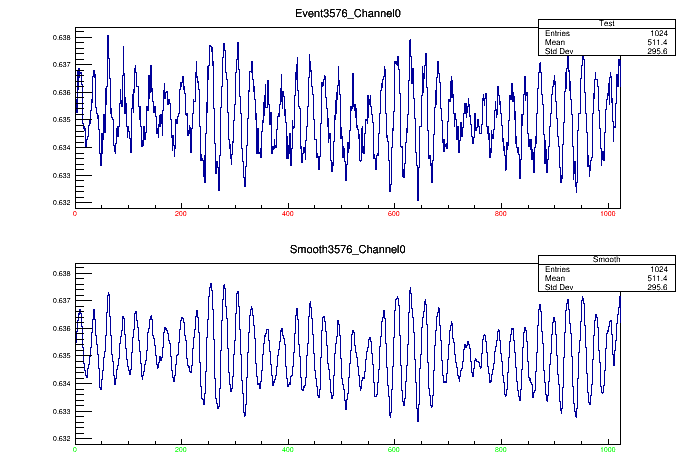 Event3576_Channel0
Test
Entries 1024
Mean 511.4
Std Dev 295.6
0.638
0.637
0.636
0.635
0.634
0.633
0.632
0 200 400 600 800 1000
Smooth3576_Channel0
Smooth
Entries 1024
Mean 511.4
Std Dev 295.6
0.638
0.637
0.636
0.635
0.634
0.633
0.632
0 200 400 600 800 1000